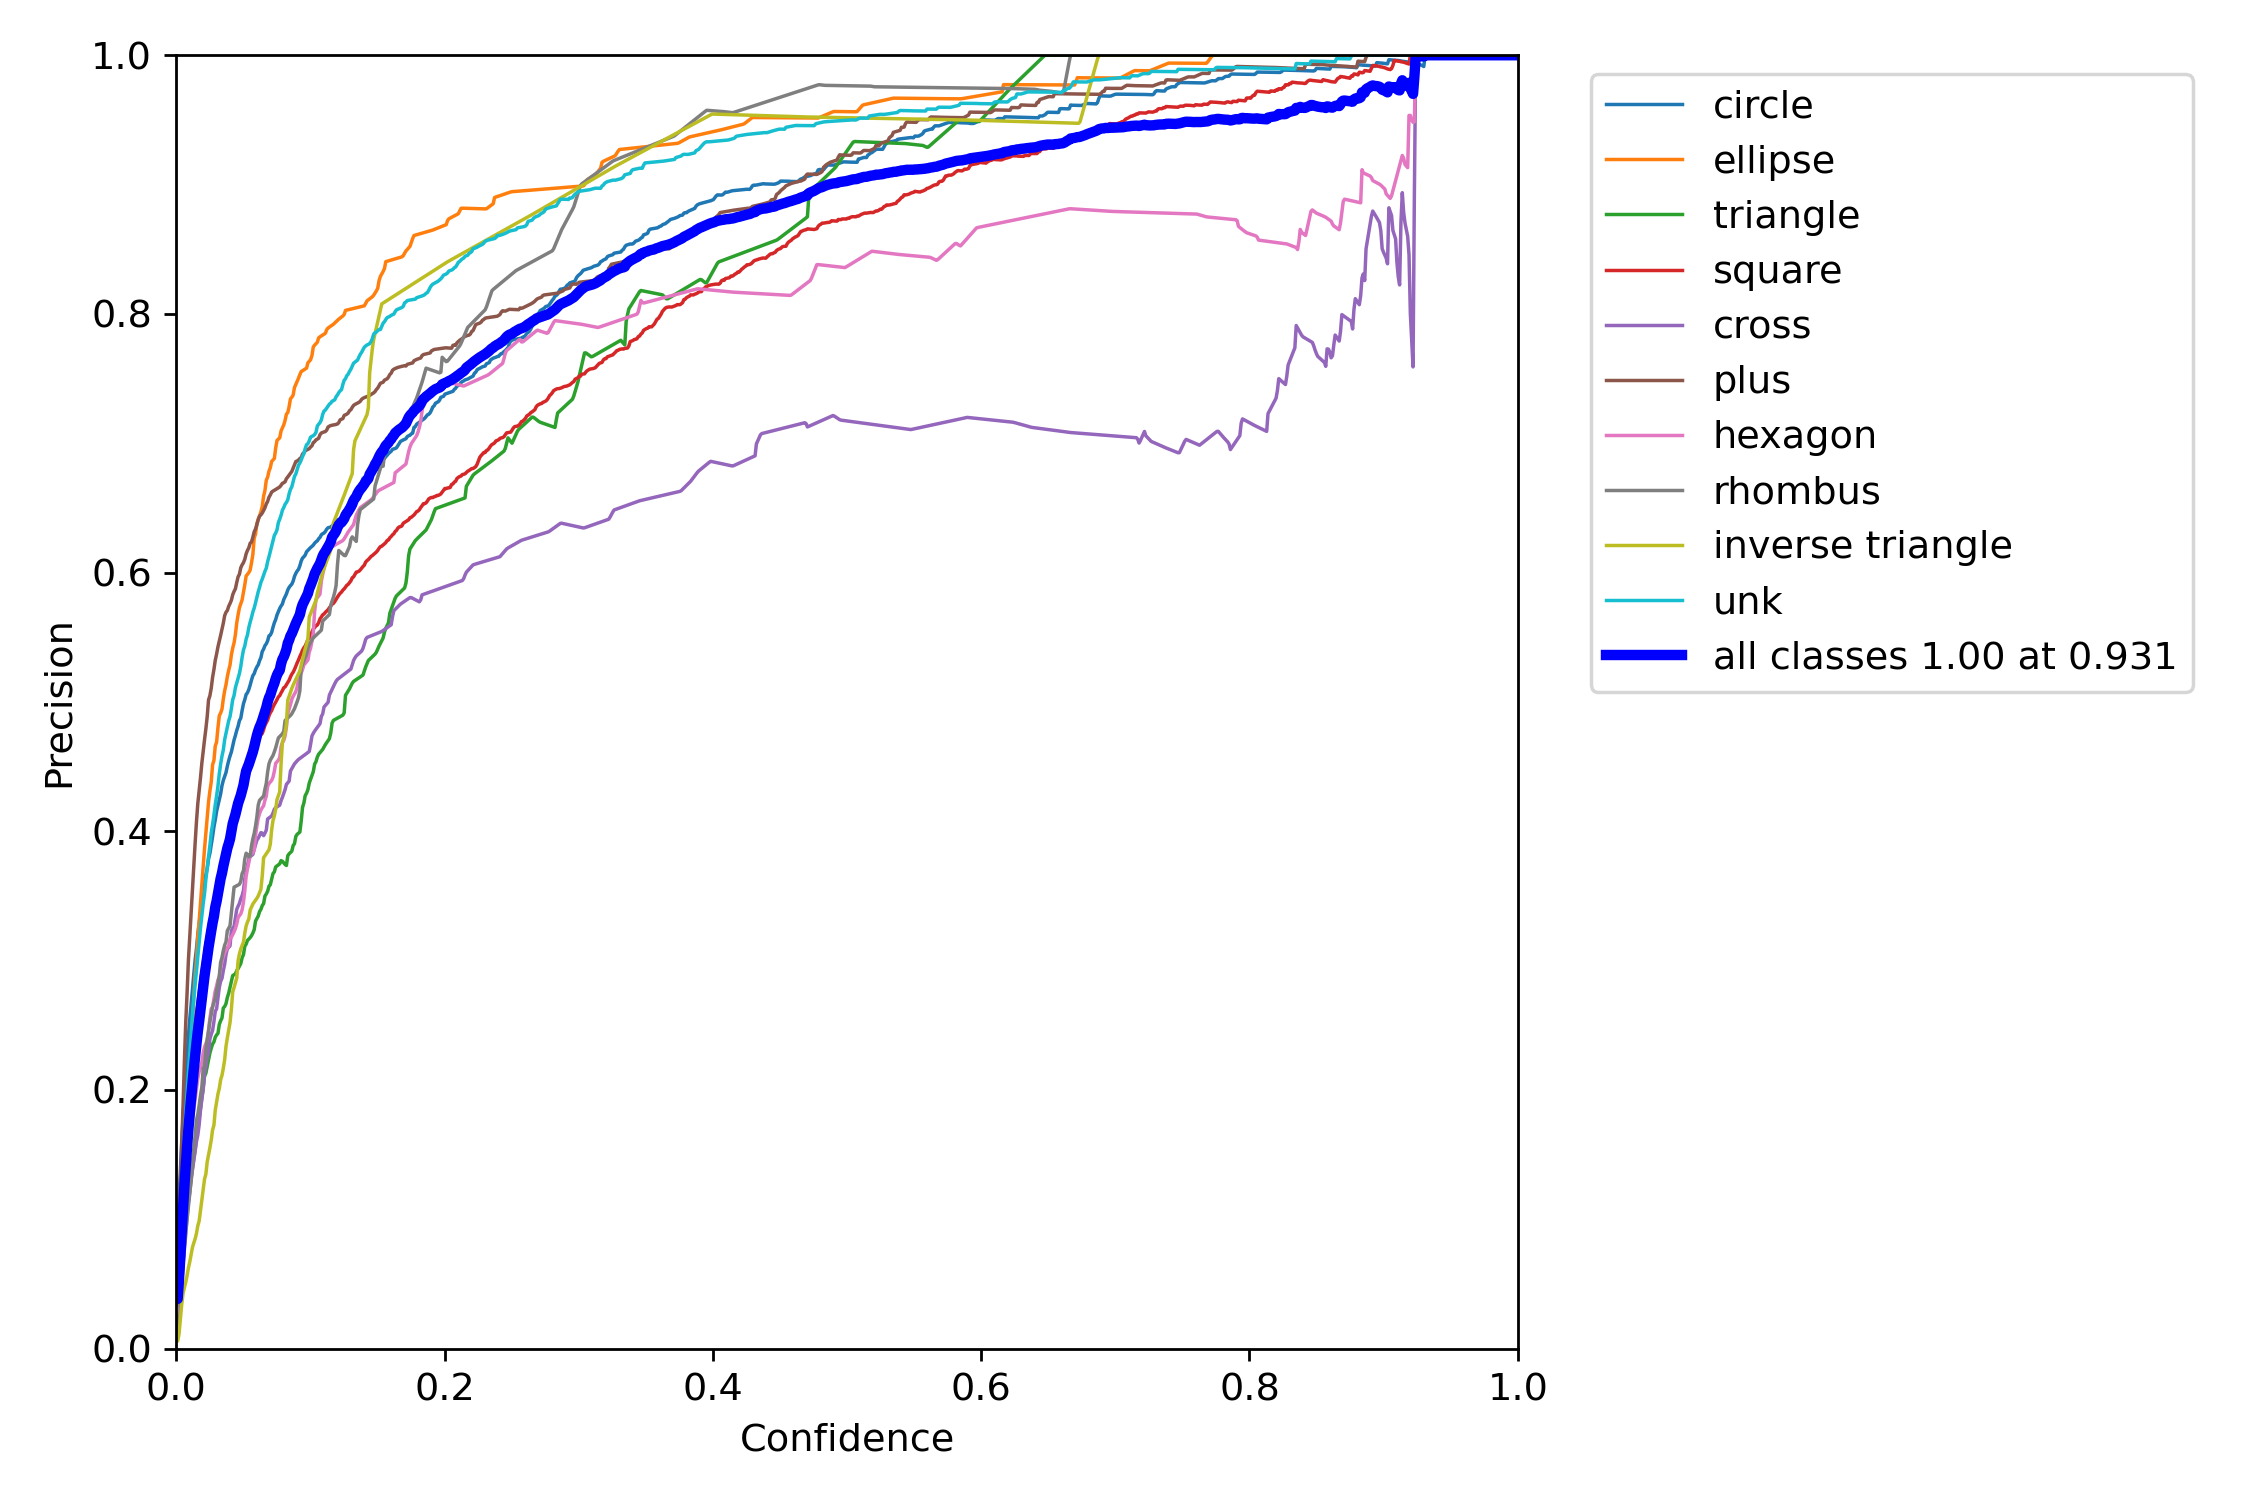 1.0
0.8
0.6
0.4
0.2
0.0
Precision
0.0 0.2 0.4 0.6 0.8 1.0
Confidence
circle
ellipse
triangle
square
cross
plus
hexagon
rhombus
inverse triangle
unk
all classes 1.00 at 0.931